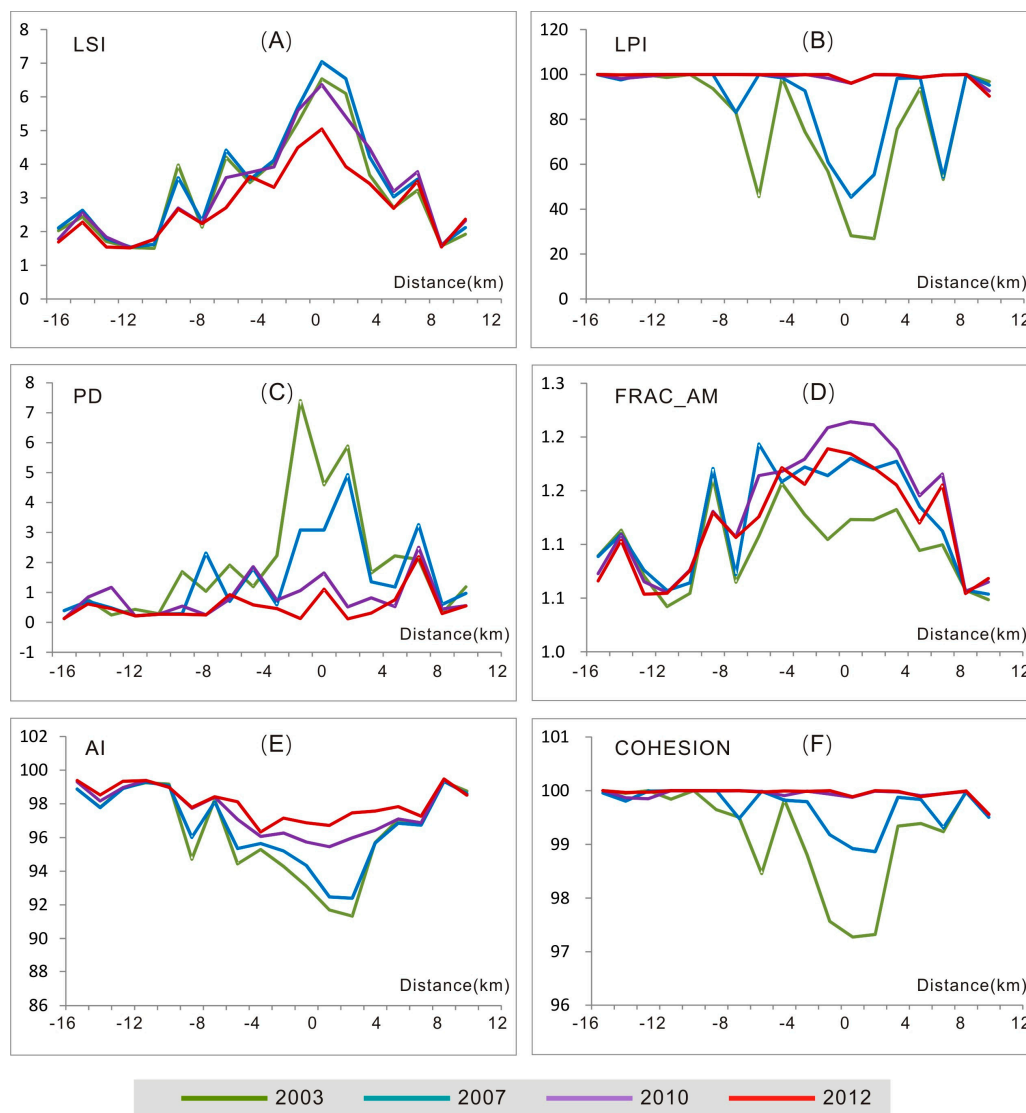 LSI (A)
8
7
6
5
4
3
2
1
0
Distance(km)
-16 -12 -8 -4 0 4 8 12
LPI (B)
120
100
80
60
40
20
0
Distance(km)
-16 -12 -8 -4 0 4 8 12
PD (C)
8
7
6
5
4
3
2
1
0
-1
Distance(km)
-16 -12 -8 -4 0 4 8 12
FRAC_AM (D)
1.3
1.2
1.2
1.1
1.1
1.0
Distance(km)
-16 -12 -8 -4 0 4 8 12
AI (E)
102
100
98
96
94
92
90
88
86
Distance(km)
-16 -12 -8 -4 0 4 8 12
COHESION (F)
101
100
99
98
97
96
Distance(km)
-16 -12 -8 -4 0 4 8 12
2003 2007 2010 2012